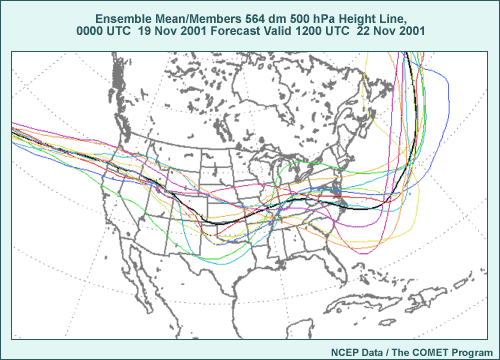 Ensemble Mean/Members 564 dm 500 hPa Height Line,
0000 UTC  19 Nov 2001 Forecast Valid 1200 UTC  22 Nov 2001
NCEP Data / The COMET Program